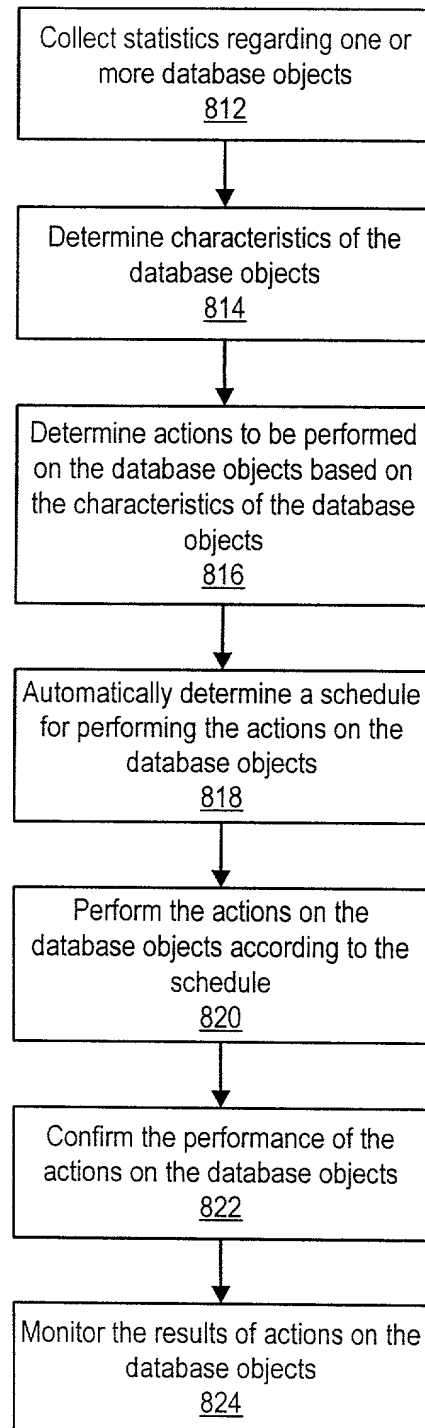 Collect statistics regarding one or
more database objects
812
Determine characteristics of the
database objects
814
Determine actions to be performed
on the database objects based on
the characteristics of the database
objects
816
Automatically determine a schedule
for performing the actions on the
database objects
818
Perform the actions on the
database objects according to the
schedule
820
Confirm the performance of the
actions on the database objects
822
Monitor the results of actions on the
database objects
824